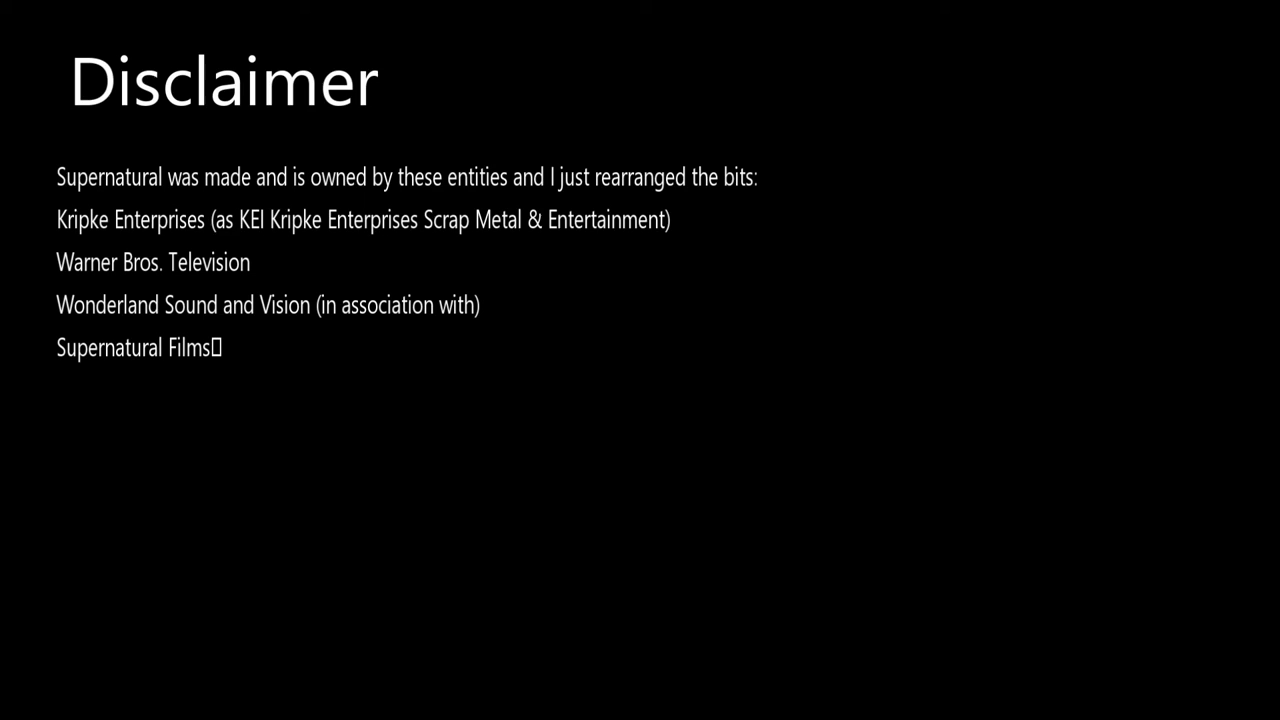 Disclaimer
Supernatural was made and is owned by these entities and I just rearranged the bits:
Kripke Enterprises (as KEI Kripke Enterprises Scrap Metal & Entertainment)
Warner Bros. Television
Wonderland Sound and Vision (in association with)
Supernatural Films